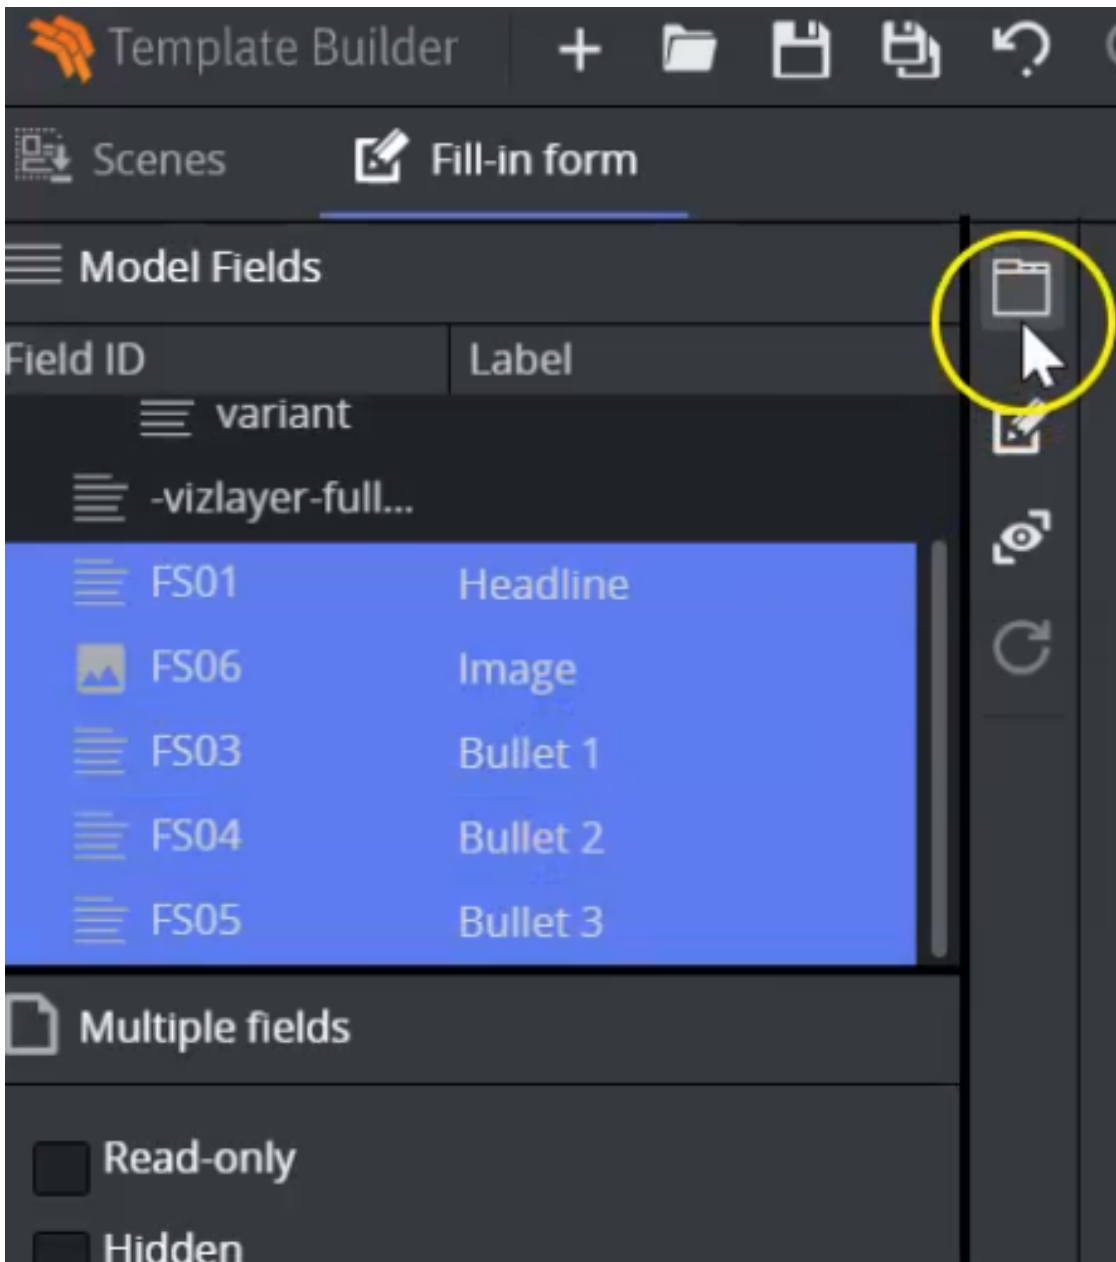 Template Builder
Scenes Fill-in form
Model Fields
Field ID Label
variant
-vizlayer-full...
FS01 Headline
FS06 Image
FS03 Bullet 1
FS04 Bullet 2
FS05 Bullet 3
Multiple fields
Read-only
Hidden